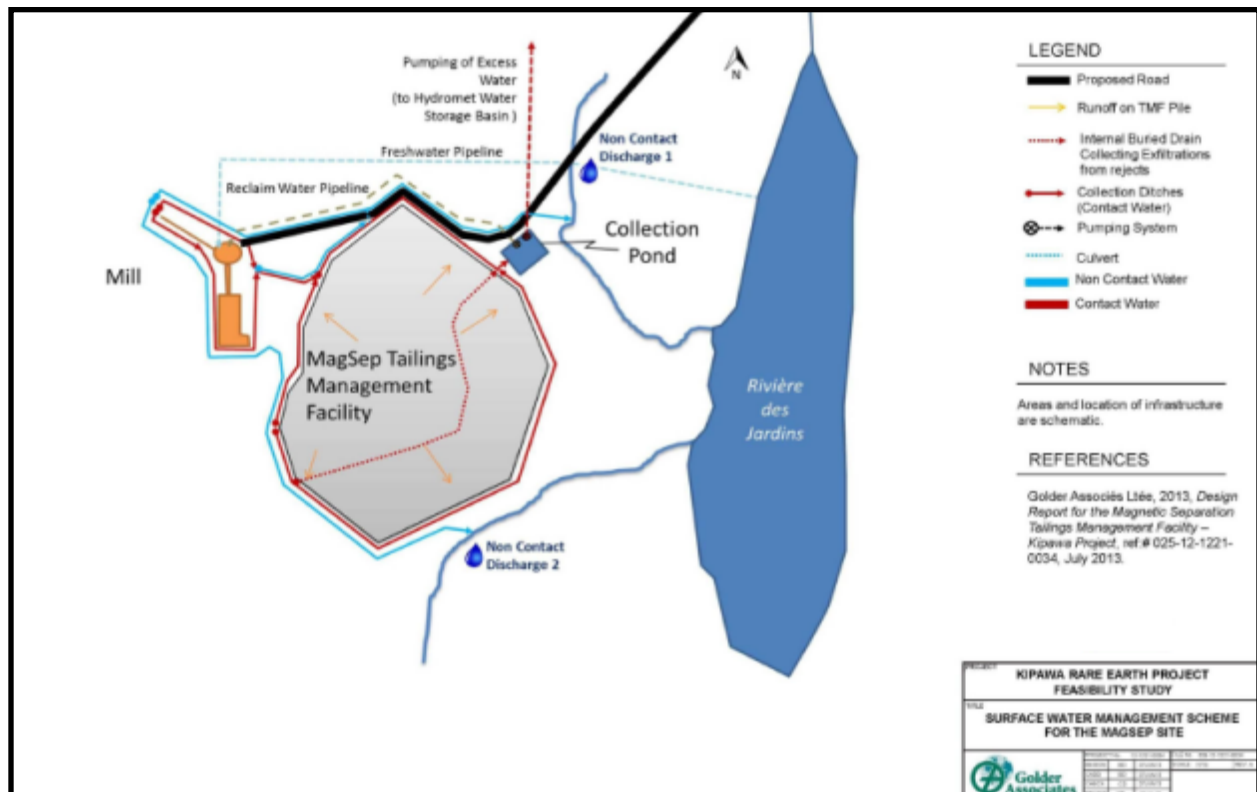 Pumping of Excess
Water
(to Hydromet Water
Storage Basin )
N
Freshwater Pipeline
Non Contact
Discharge 1
Reclaim Water Pipeline
Collection
Pond
Mill
MagSep Tailings
Management
Facility
Rivière
des
Jardins
Non Contact
Discharge 2
LEGEND
Proposed Road
Runoff on TMF Pile
Internal Buried Drain
Collecting Exfiltrations
from rejects
Collection Ditches
(Contact Water)
Pumping System
Culvert
Non Contact Water
Contact Water
NOTES
Areas and location of infrastructure
are schematic.
REFERENCES
Golder Associés Ltée, 2013, Design
Report for the Magnetic Separation
Tailings Management Facility –
Kipawa Project, ref.# 025-12-1221-
0034, July 2013.
PROJECT
KIPAWA RARE EARTH PROJECT
FEASIBILITY STUDY
TITLE
SURFACE WATER MANAGEMENT SCHEME
FOR THE MAGSEP SITE
Golder
Associates